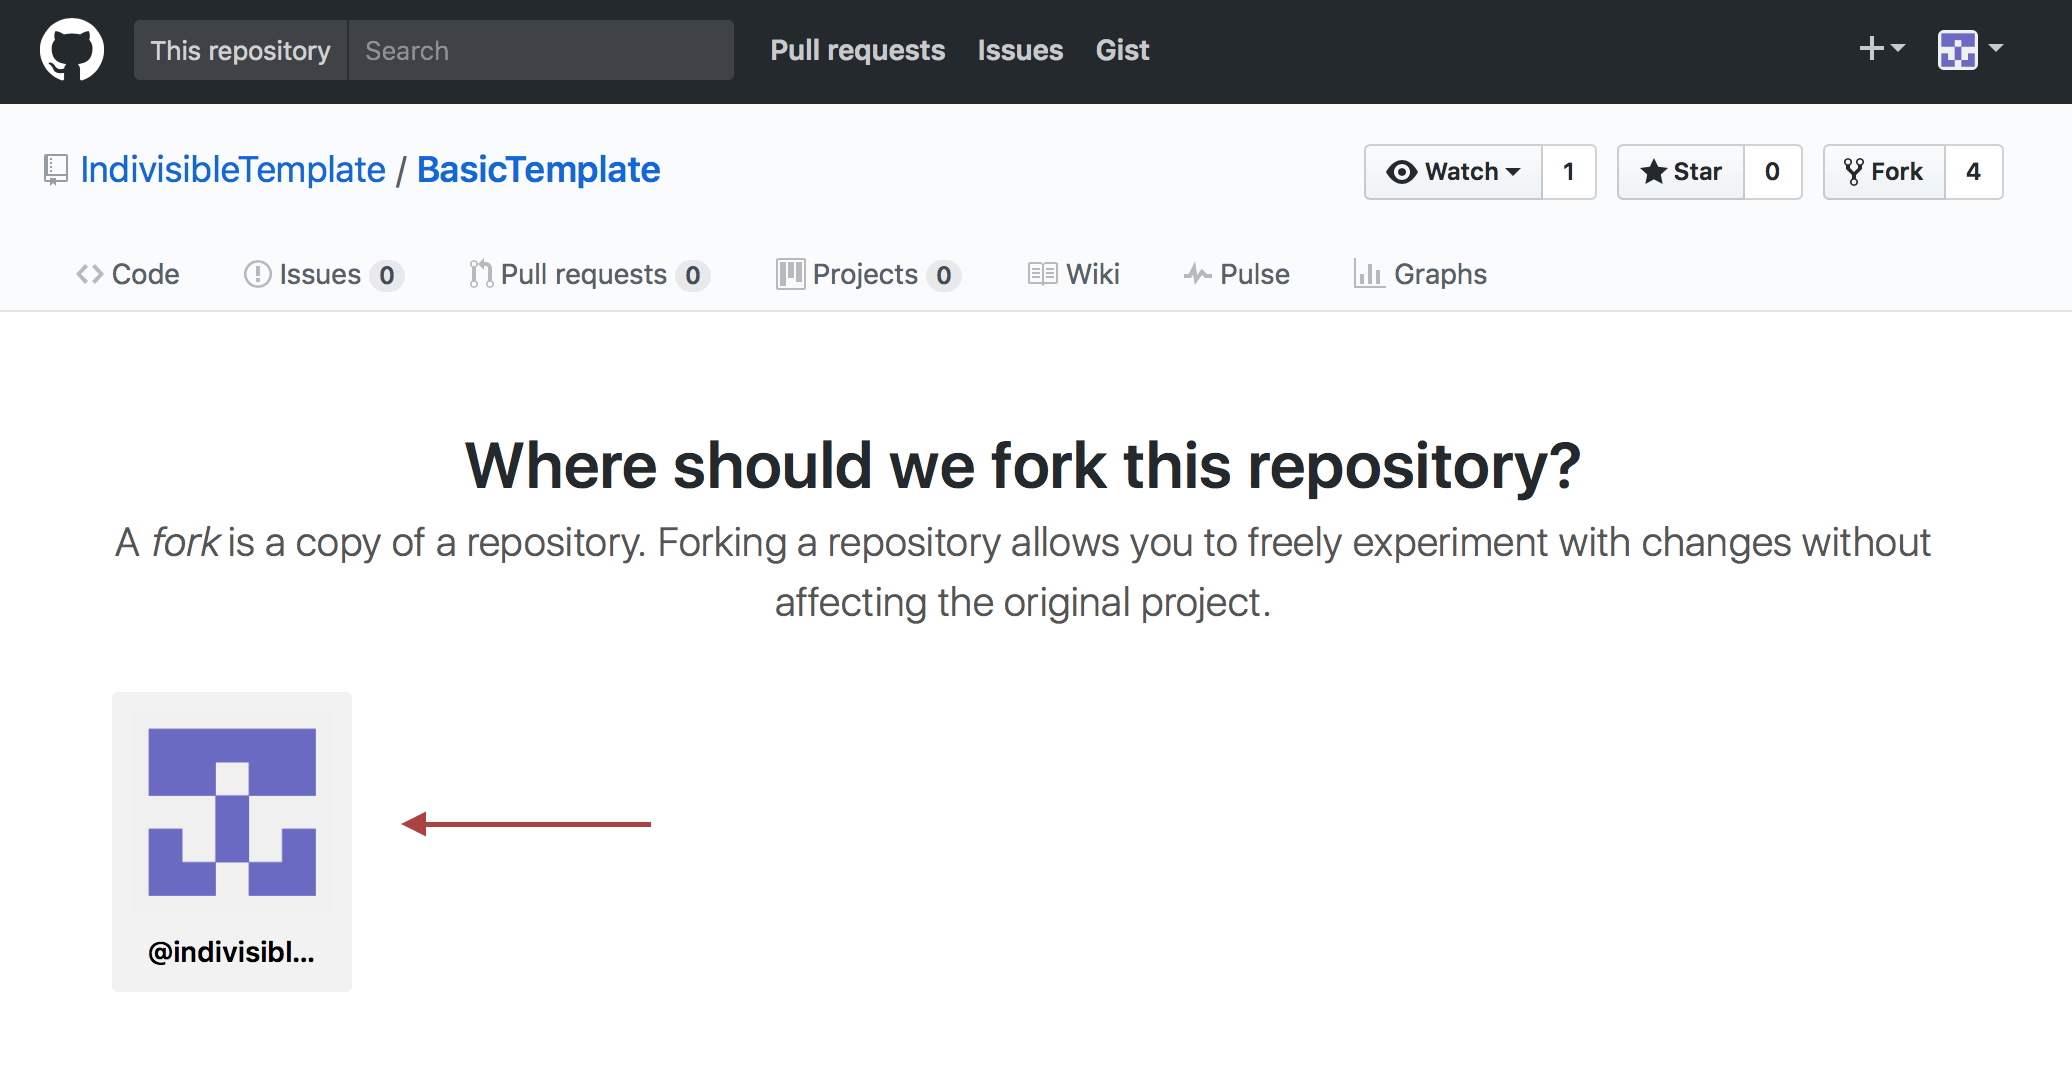 This repository Search Pull requests Issues Gist
IndivisibleTemplate / BasicTemplate Watch 1 Star 0 Fork 4
Code Issues 0 Pull requests 0 Projects 0 Wiki Pulse Graphs
Where should we fork this repository?
A fork is a copy of a repository. Forking a repository allows you to freely experiment with changes without
affecting the original project.
@indivisibl...